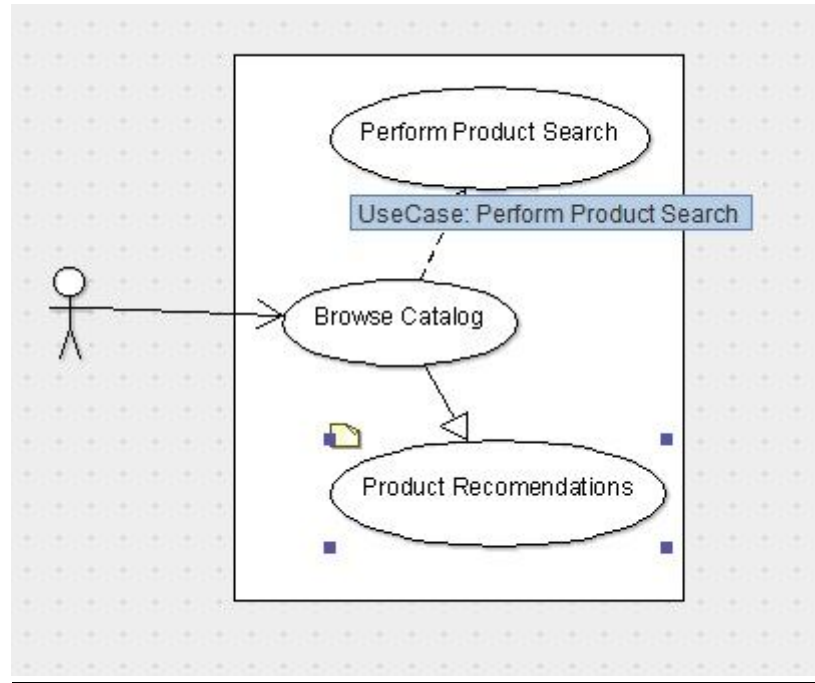 Perform Product Search
UseCase: Perform Product Search
Browse Catalog
Product Recomendations